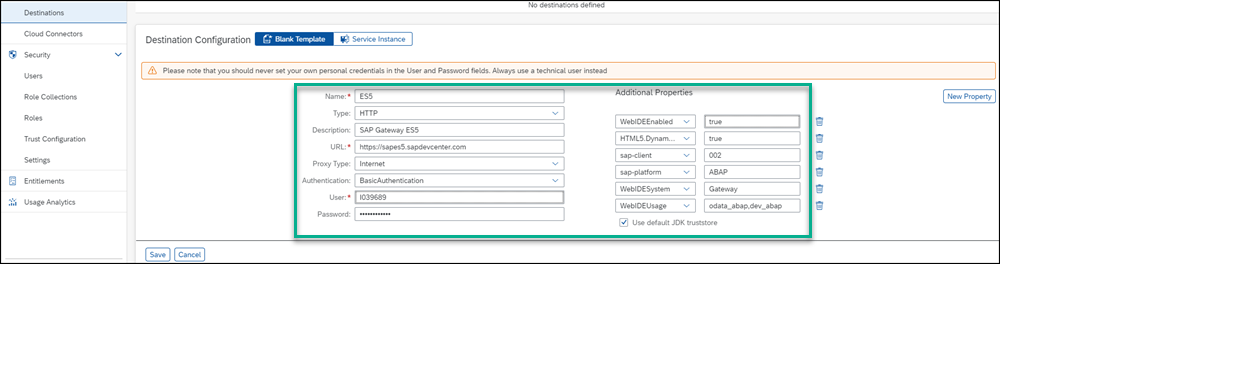 No destinations defined
Destinations
Cloud Connectors
Security
Users
Role Collections
Roles
Trust Configuration
Settings
Entitlements
Usage Analytics
Destination Configuration Blank Template Service Instance
Please note that you should never set your own personal credentials in the User and Password fields. Always use a technical user instead
Name:* ES5
Type: HTTP
Description: SAP Gateway ES5
URL:* https://sapes5.sapdevcenter.com
Proxy Type: Internet
Authentication: BasicAuthentication
User:* I039689
Password: ••••••••••••
Additional Properties
New Property
WebIDEEnabled true
HTML5.Dynam... true
sap-client 002
sap-platform ABAP
WebIDESystem Gateway
WebIDEUsage odata_abap,dev_abap
Use default JDK truststore
Save Cancel